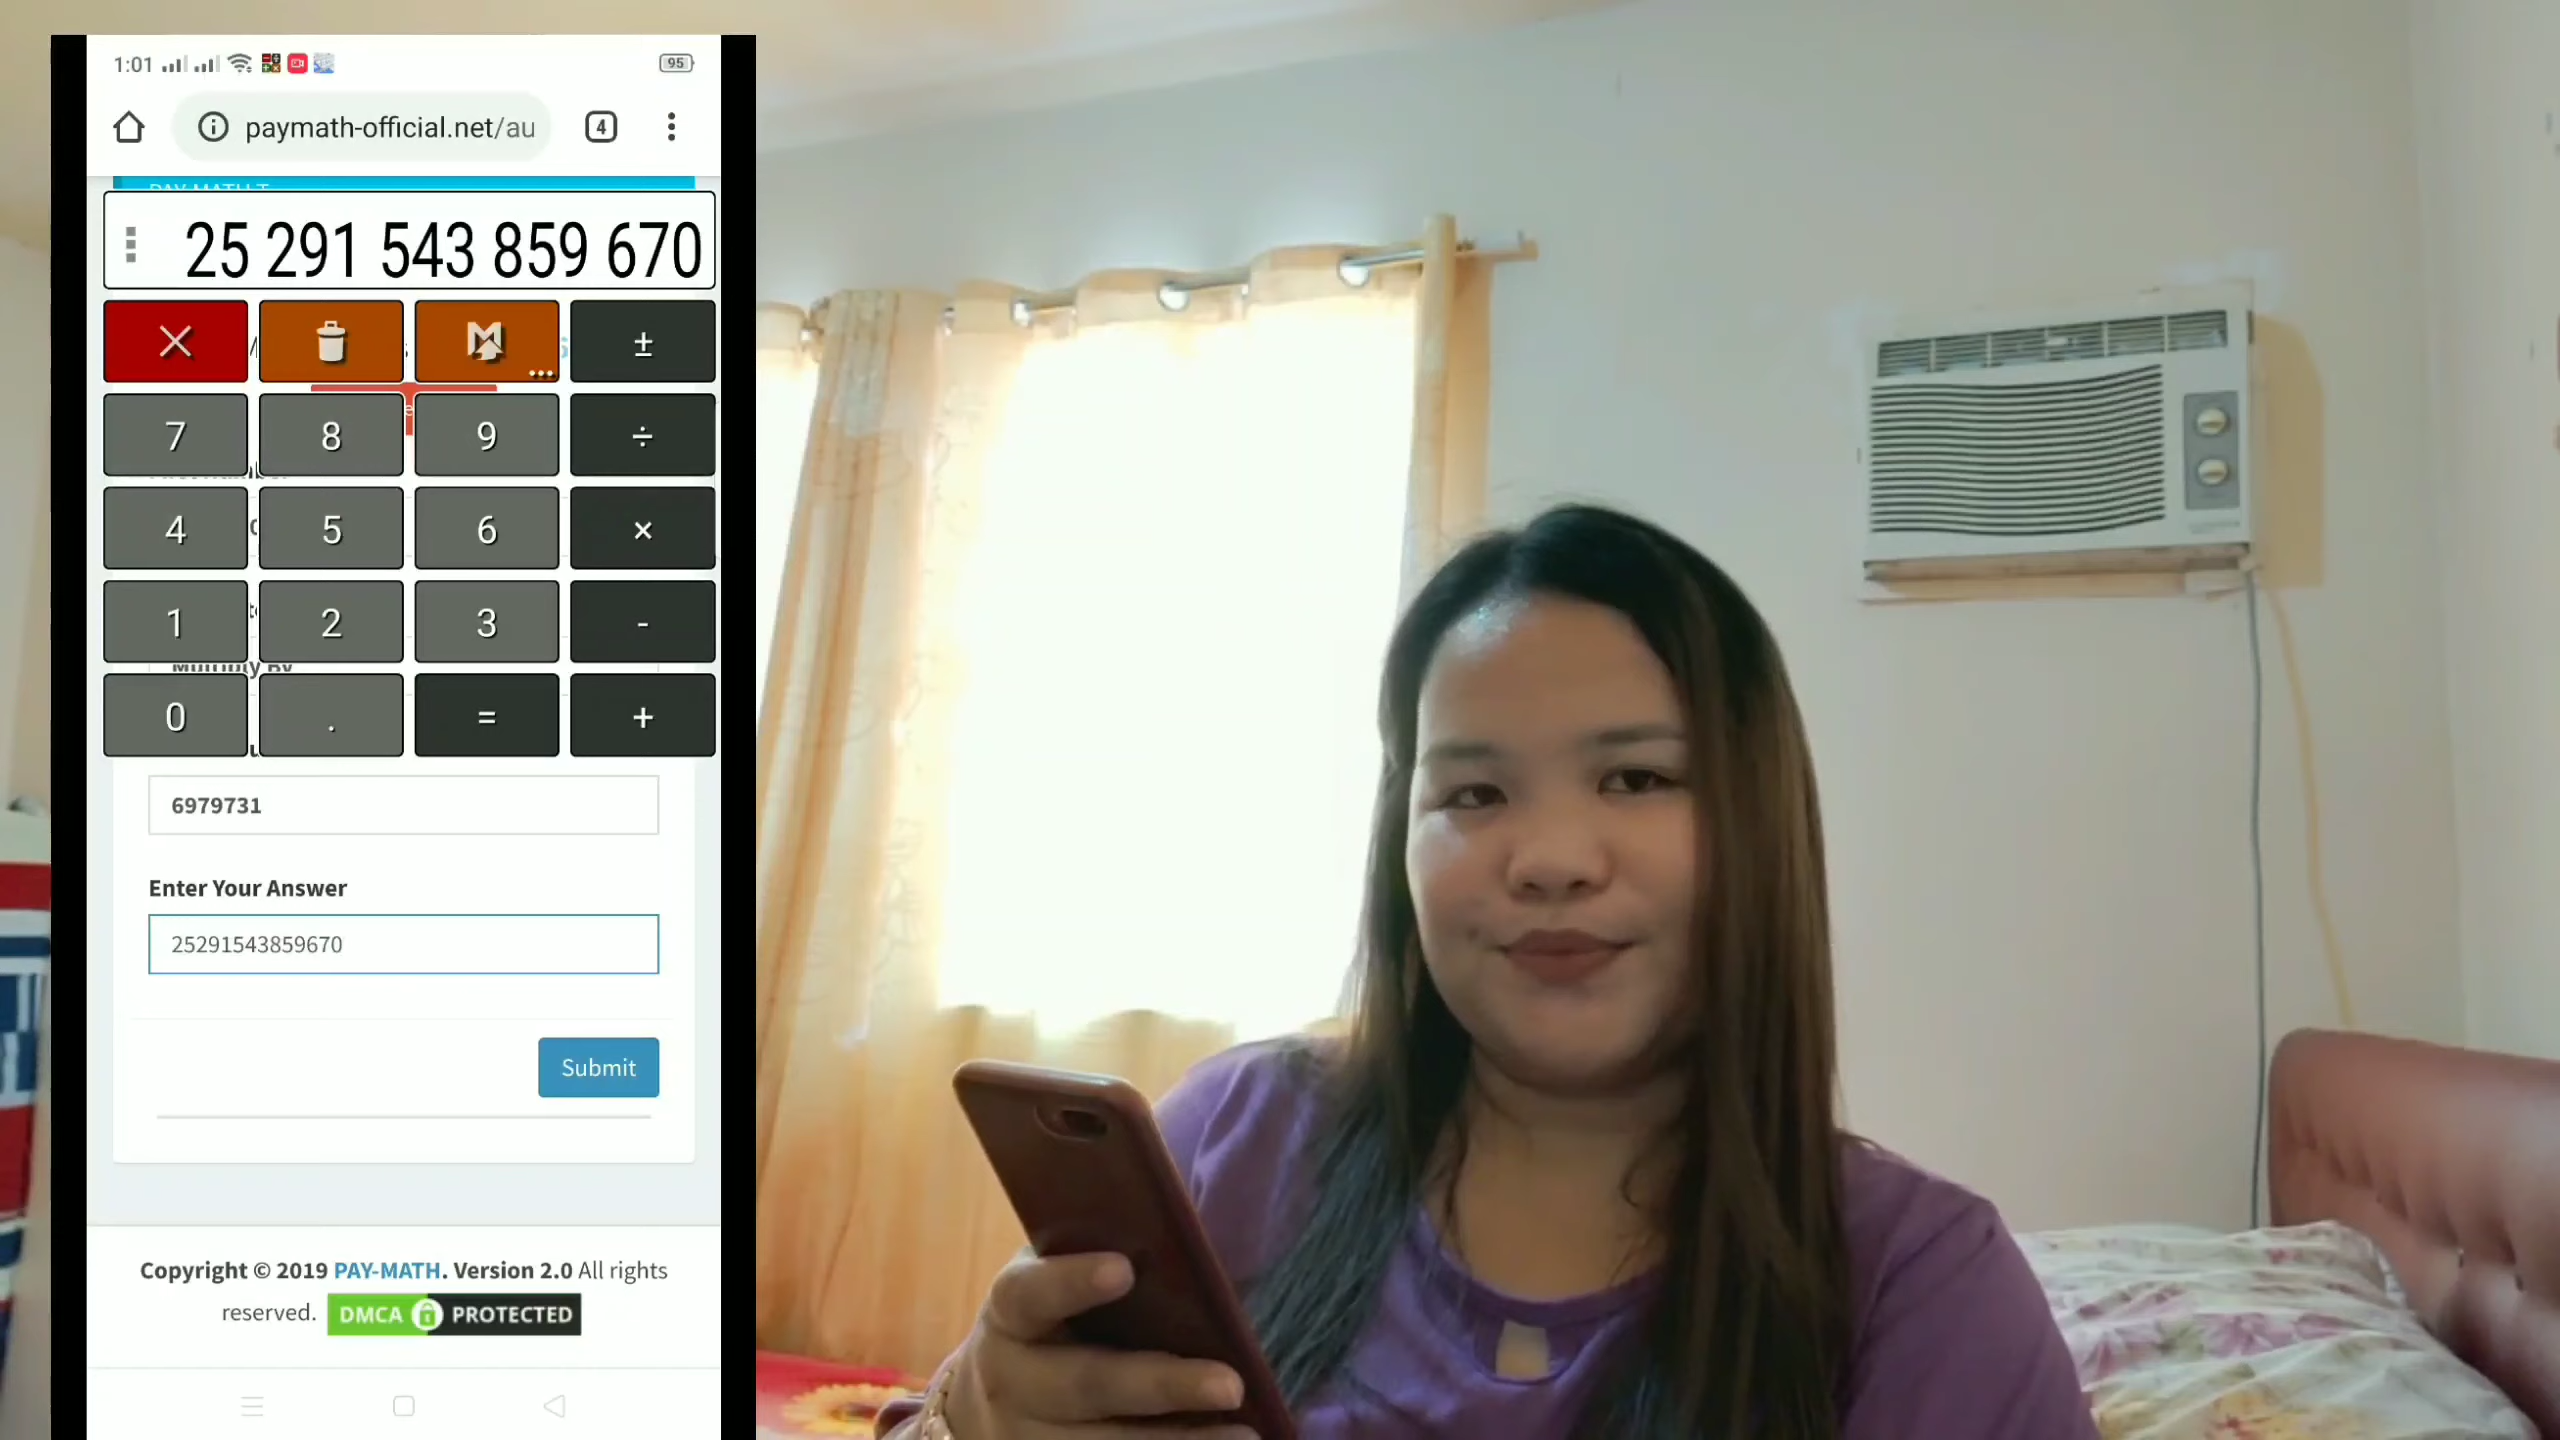 1:01
95
paymath-official.net/au
4
25 291 543 859 670
±
7 8 9 ÷
4 5 6 ×
1 2 3 -
Multiply By
0 . = +
6979731
Enter Your Answer
25291543859670
Submit
Copyright © 2019 PAY-MATH. Version 2.0 All rights
reserved. DMCA PROTECTED